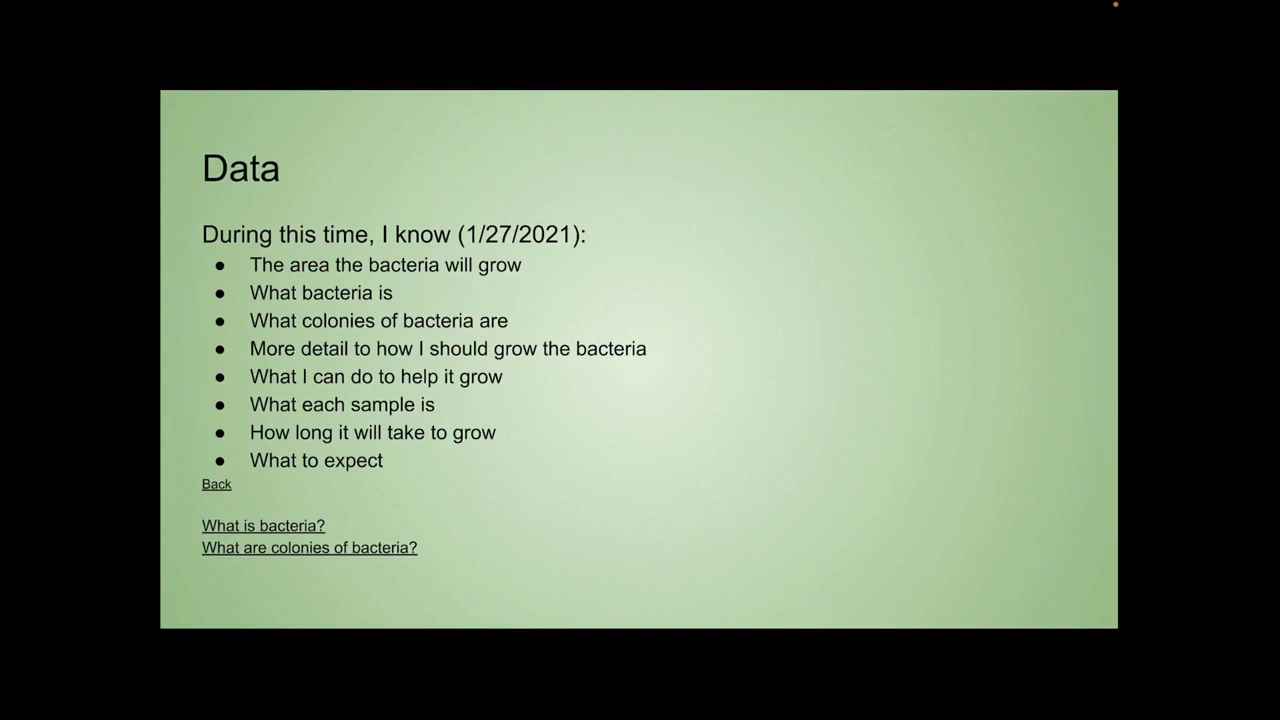 Data
During this time, I know (1/27/2021):
● The area the bacteria will grow
● What bacteria is
● What colonies of bacteria are
● More detail to how I should grow the bacteria
● What I can do to help it grow
● What each sample is
● How long it will take to grow
● What to expect
Back
What is bacteria?
What are colonies of bacteria?